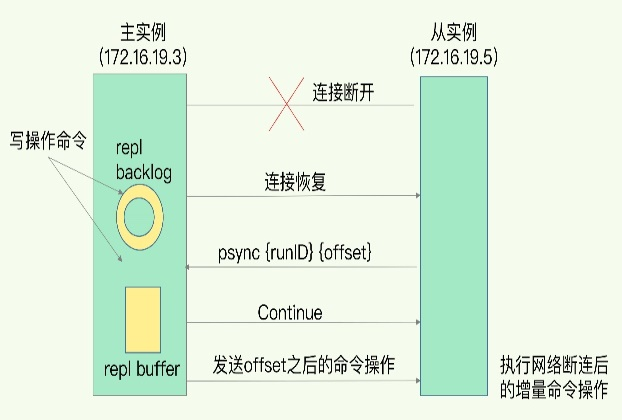 主实例
(172.16.19.3)
从实例
(172.16.19.5)
连接断开
写操作命令
repl
backlog
连接恢复
psync {runID} {offset}
Continue
repl buffer
发送offset之后的命令操作
执行网络断连后
的增量命令操作